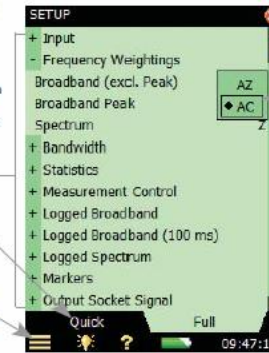 SETUP
+ Input
- Frequency Weightings
Broadband (excl. Peak) AZ
Broadband Peak ◆ AC
Spectrum Z
+ Bandwidth
+ Statistics
+ Measurement Control
+ Logged Broadband
+ Logged Broadband (100 ms)
+ Logged Spectrum
+ Markers
+ Output Socket Signal
Quick Full
? 09:47:1